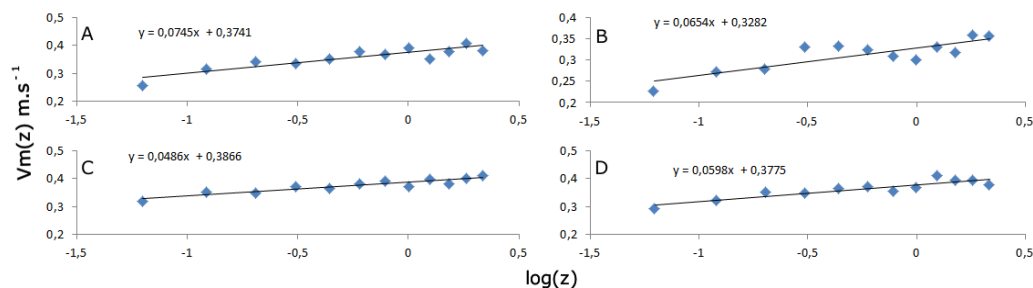 A
y = 0,0745x + 0,3741
0,5
0,4
0,3
0,2
-1,5 -1 -0,5 0 0,5
B
y = 0,0654x + 0,3282
0,4
0,35
0,3
0,25
0,2
-1,5 -1 -0,5 0 0,5
C
y = 0,0486x + 0,3866
0,5
0,4
0,3
0,2
-1,5 -1 -0,5 0 0,5
D
y = 0,0598x + 0,3775
0,5
0,4
0,3
0,2
-1,5 -1 -0,5 0 0,5
Vm(z) m.s⁻¹
log(z)